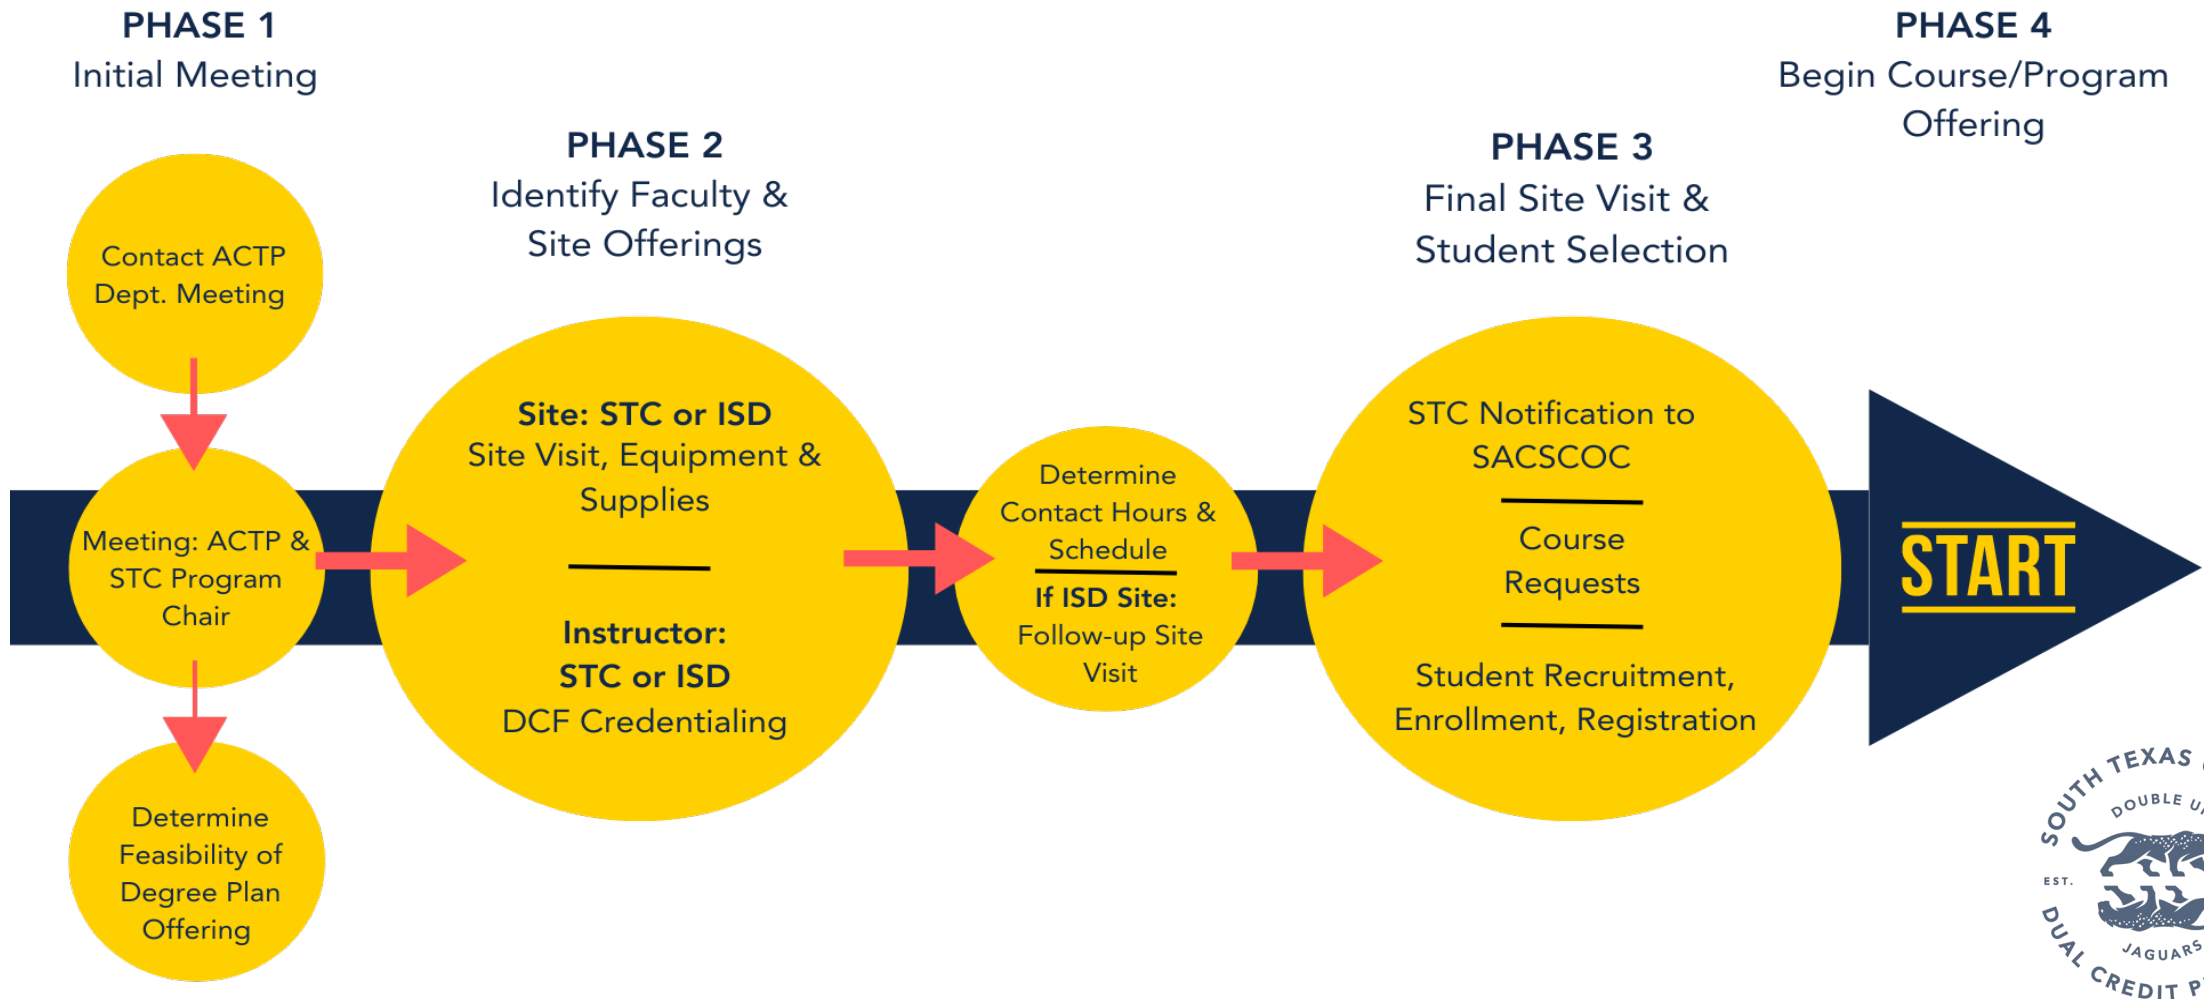 PHASE 1
Initial Meeting
Contact ACTP
Dept. Meeting
Meeting: ACTP &
STC Program
Chair
Determine
Feasibility of
Degree Plan
Offering
PHASE 2
Identify Faculty &
Site Offerings
Site: STC or ISD
Site Visit, Equipment &
Supplies
Instructor:
STC or ISD
DCF Credentialing
Determine
Contact Hours &
Schedule
If ISD Site:
Follow-up Site
Visit
PHASE 3
Final Site Visit &
Student Selection
STC Notification to
SACSCOC
Course
Requests
Student Recruitment,
Enrollment, Registration
PHASE 4
Begin Course/Program
Offering
START
SOUTH TEXAS
DOUBLE
EST.
JAGUARS
DUAL CREDIT